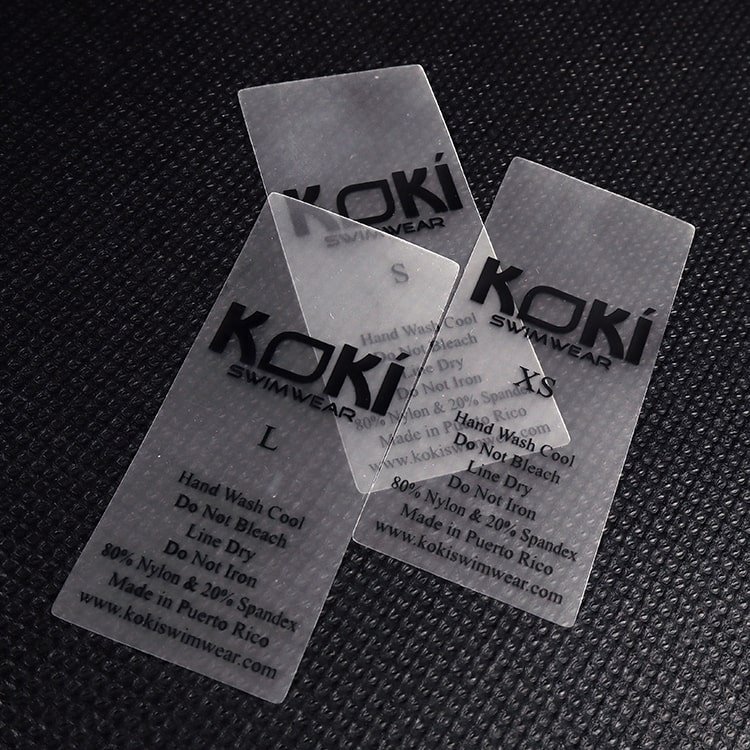 KOKÍ
SWIMWEAR
S
Hand Wash Cool
Do Not Bleach
Line Dry
Do Not Iron
80% Nylon & 20% Spandex
Made in Puerto Rico
www.kokiswimwear.com
KOKÍ
SWIMWEAR
L
Hand Wash Cool
Do Not Bleach
Line Dry
Do Not Iron
80% Nylon & 20% Spandex
Made in Puerto Rico
www.kokiswimwear.com
KOKÍ
SWIMWEAR
XS
Hand Wash Cool
Do Not Bleach
Line Dry
Do Not Iron
80% Nylon & 20% Spandex
Made in Puerto Rico
www.kokiswimwear.com